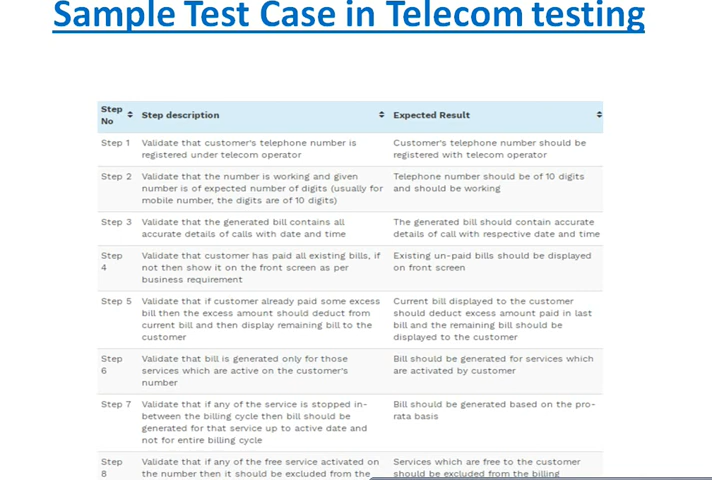 Sample Test Case in Telecom testing
Step No
Step description
Expected Result
Step 1
Validate that customer's telephone number is
registered under telecom operator
Customer's telephone number should be
registered with telecom operator
Step 2
Validate that the number is working and given
number is of expected number of digits (usually for
mobile number, the digits are of 10 digits)
Telephone number should be of 10 digits
and should be working
Step 3
Validate that the generated bill contains all
accurate details of calls with date and time
The generated bill should contain accurate
details of call with respective date and time
Step
4
Validate that customer has paid all existing bills, if
not then show it on the front screen as per
business requirement
Existing un-paid bills should be displayed
on front screen
Step 5
Validate that if customer already paid some excess
bill then the excess amount should deduct from
current bill and then display remaining bill to the
customer
Current bill displayed to the customer
should deduct excess amount paid in last
bill and the remaining bill should be
displayed to the customer
Step
6
Validate that bill is generated only for those
services which are active on the customer's
number
Bill should be generated for services which
are activated by customer
Step 7
Validate that if any of the service is stopped in-
between the billing cycle then bill should be
generated for that service up to active date and
not for entire billing cycle
Bill should be generated based on the pro-
rata basis
Step
8
Validate that if any of the free service activated on
the number then it should be excluded from the
Services which are free to the customer
should be excluded from the billing